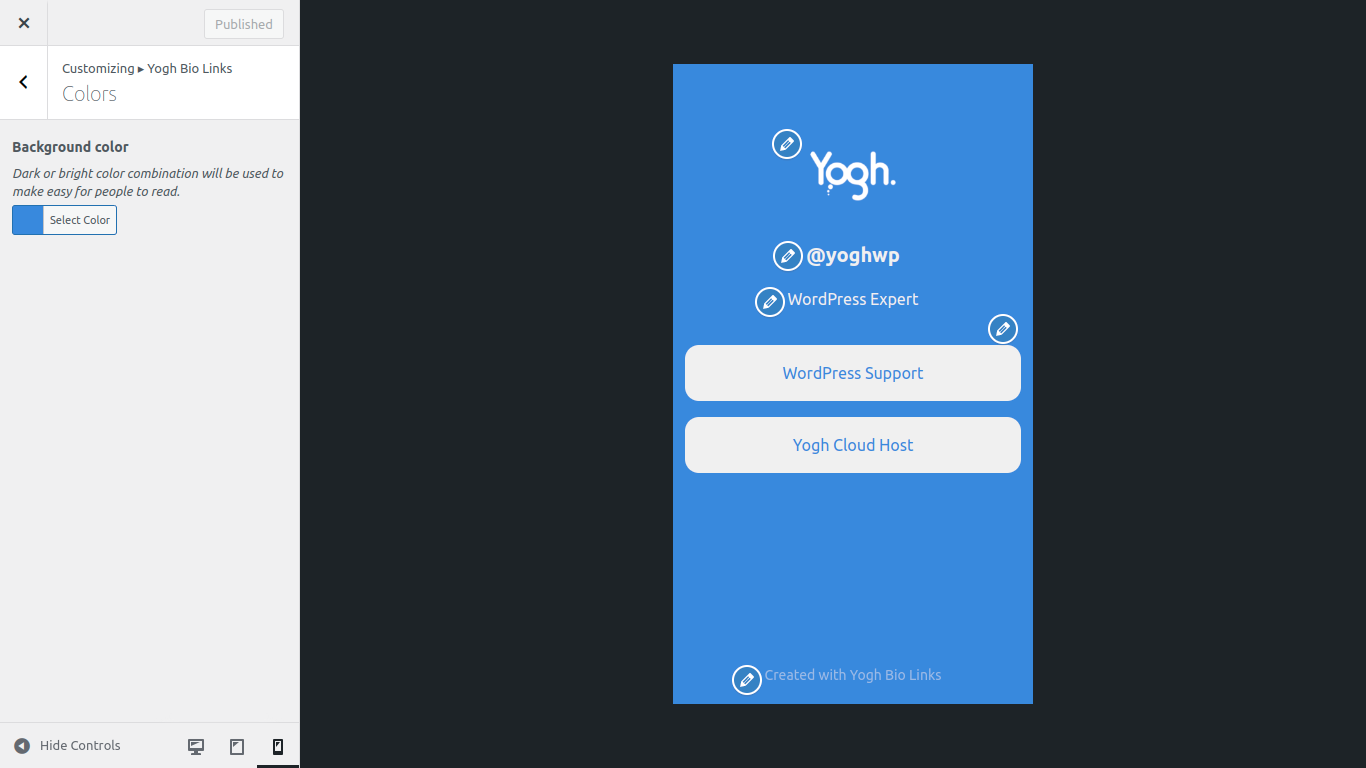 Published
Customizing ▸ Yogh Bio Links
Colors
Background color
Dark or bright color combination will be used to
make easy for people to read.
Select Color
Hide Controls
Yogh.
@yoghwp
WordPress Expert
WordPress Support
Yogh Cloud Host
Created with Yogh Bio Links